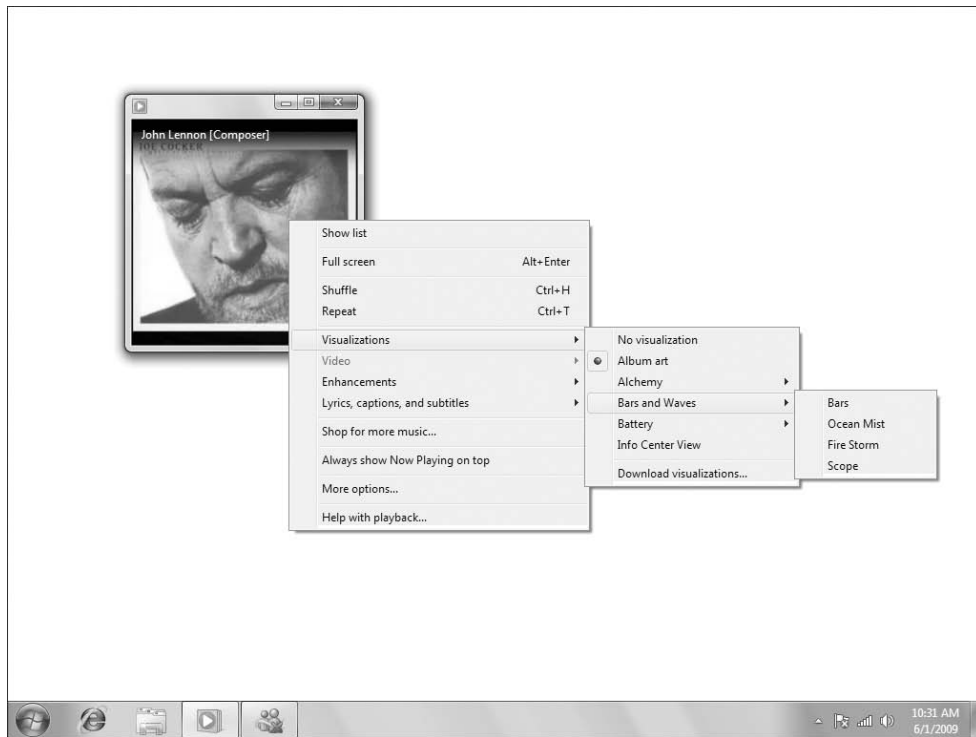 John Lennon [Composer]
JOE COCKER
Show list
Full screen Alt+Enter
Shuffle Ctrl+H
Repeat Ctrl+T
Visualizations
Video
Enhancements
Lyrics, captions, and subtitles
Shop for more music...
Always show Now Playing on top
More options...
Help with playback...
No visualization
Album art
Alchemy
Bars and Waves
Battery
Info Center View
Download visualizations...
Bars
Ocean Mist
Fire Storm
Scope
10:31 AM
6/1/2009